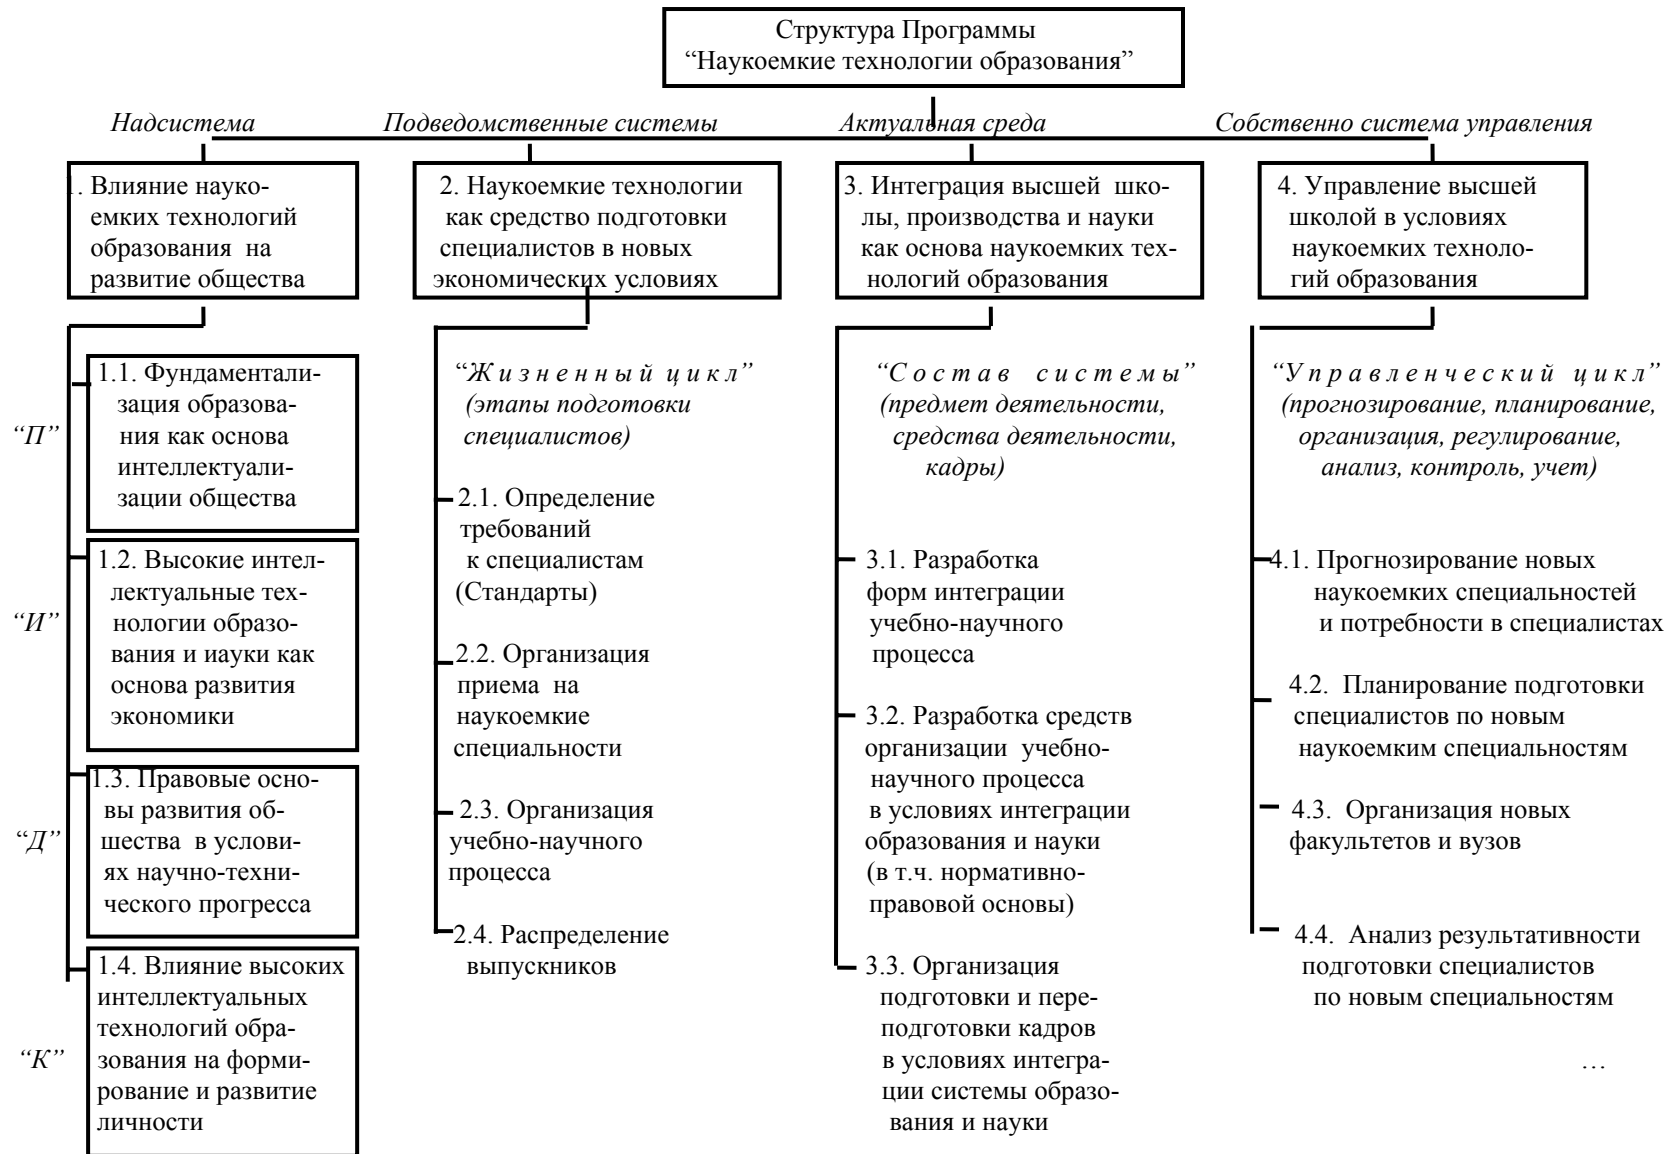 Структура Программы
“Наукоемкие технологии образования”
Надсистема
Подведомственные системы
Актуальная среда
Собственно система управления
1. Влияние науко-
емких технологий
образования на
развитие общества
2. Наукоемкие технологии
как средство подготовки
специалистов в новых
экономических условиях
3. Интеграция высшей шко-
лы, производства и науки
как основа наукоемких тех-
нологий образования
4. Управление высшей
школой в условиях
наукоемких техноло-
гий образования
“П”
1.1. Фундаментали-
зация образова-
ния как основа
интеллектуали-
зации общества
“И”
1.2. Высокие интел-
лектуальные тех-
нологии образо-
вания и иауки как
основа развития
экономики
“Д”
1.3. Правовые осно-
вы развития об-
шества в услови-
ях научно-техни-
ческого прогресса
“К”
1.4. Влияние высоких
интеллектуальных
технологий обра-
зования на форми-
рование и развитие
личности
“Ж и з н е н н ы й ц и к л”
(этапы подготовки
специалистов)
2.1. Определение
требований
к специалистам
(Стандарты)
2.2. Организация
приема на
наукоемкие
специальности
2.3. Организация
учебно-научного
процесса
2.4. Распределение
выпускников
“С о с т а в с и с т е м ы”
(предмет деятельности,
средства деятельности,
кадры)
3.1. Разработка
форм интеграции
учебно-научного
процесса
3.2. Разработка средств
организации учебно-
научного процесса
в условиях интеграции
образования и науки
(в т.ч. нормативно-
правовой основы)
3.3. Организация
подготовки и пере-
подготовки кадров
в условиях интегра-
ции системы образо-
вания и науки
“У п р а в л е н ч е с к и й ц и к л”
(прогнозирование, планирование,
организация, регулирование,
анализ, контроль, учет)
4.1. Прогнозирование новых
наукоемких специальностей
и потребности в специалистах
4.2. Планирование подготовки
специалистов по новым
наукоемким специальностям
4.3. Организация новых
факультетов и вузов
4.4. Анализ результативности
подготовки специалистов
по новым специальностям
…